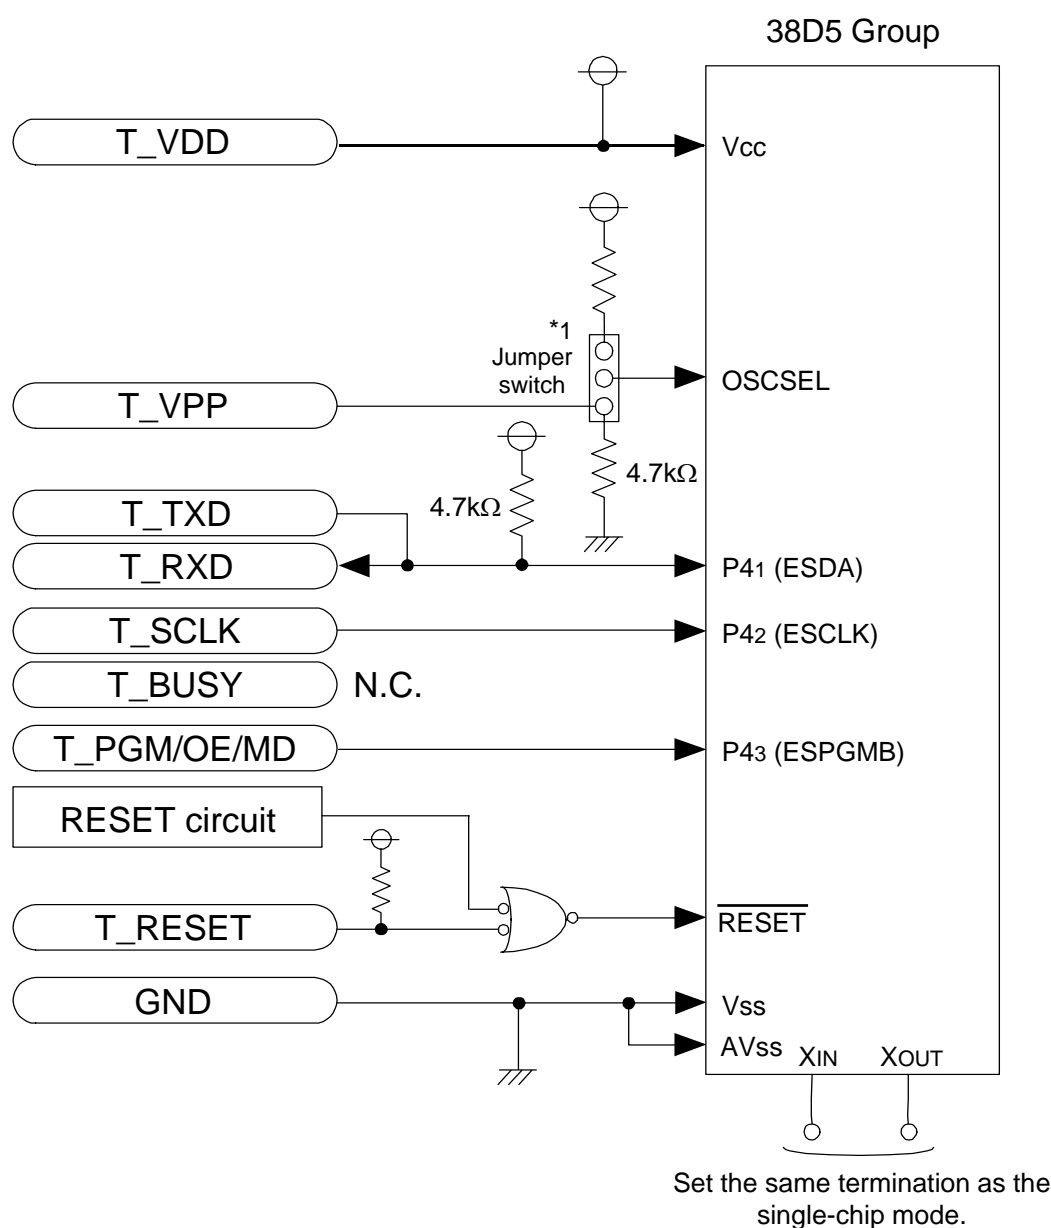 38D5 Group
T_VDD
Vcc
*1
Jumper
switch
OSCSEL
T_VPP
4.7kΩ
4.7kΩ
T_TXD
T_RXD
P41 (ESDA)
T_SCLK
P42 (ESCLK)
T_BUSY
N.C.
T_PGM/OE/MD
P43 (ESPGMB)
RESET circuit
T_RESET
RESET
GND
Vss
AVss
XIN
XOUT
Set the same termination as the
single-chip mode.